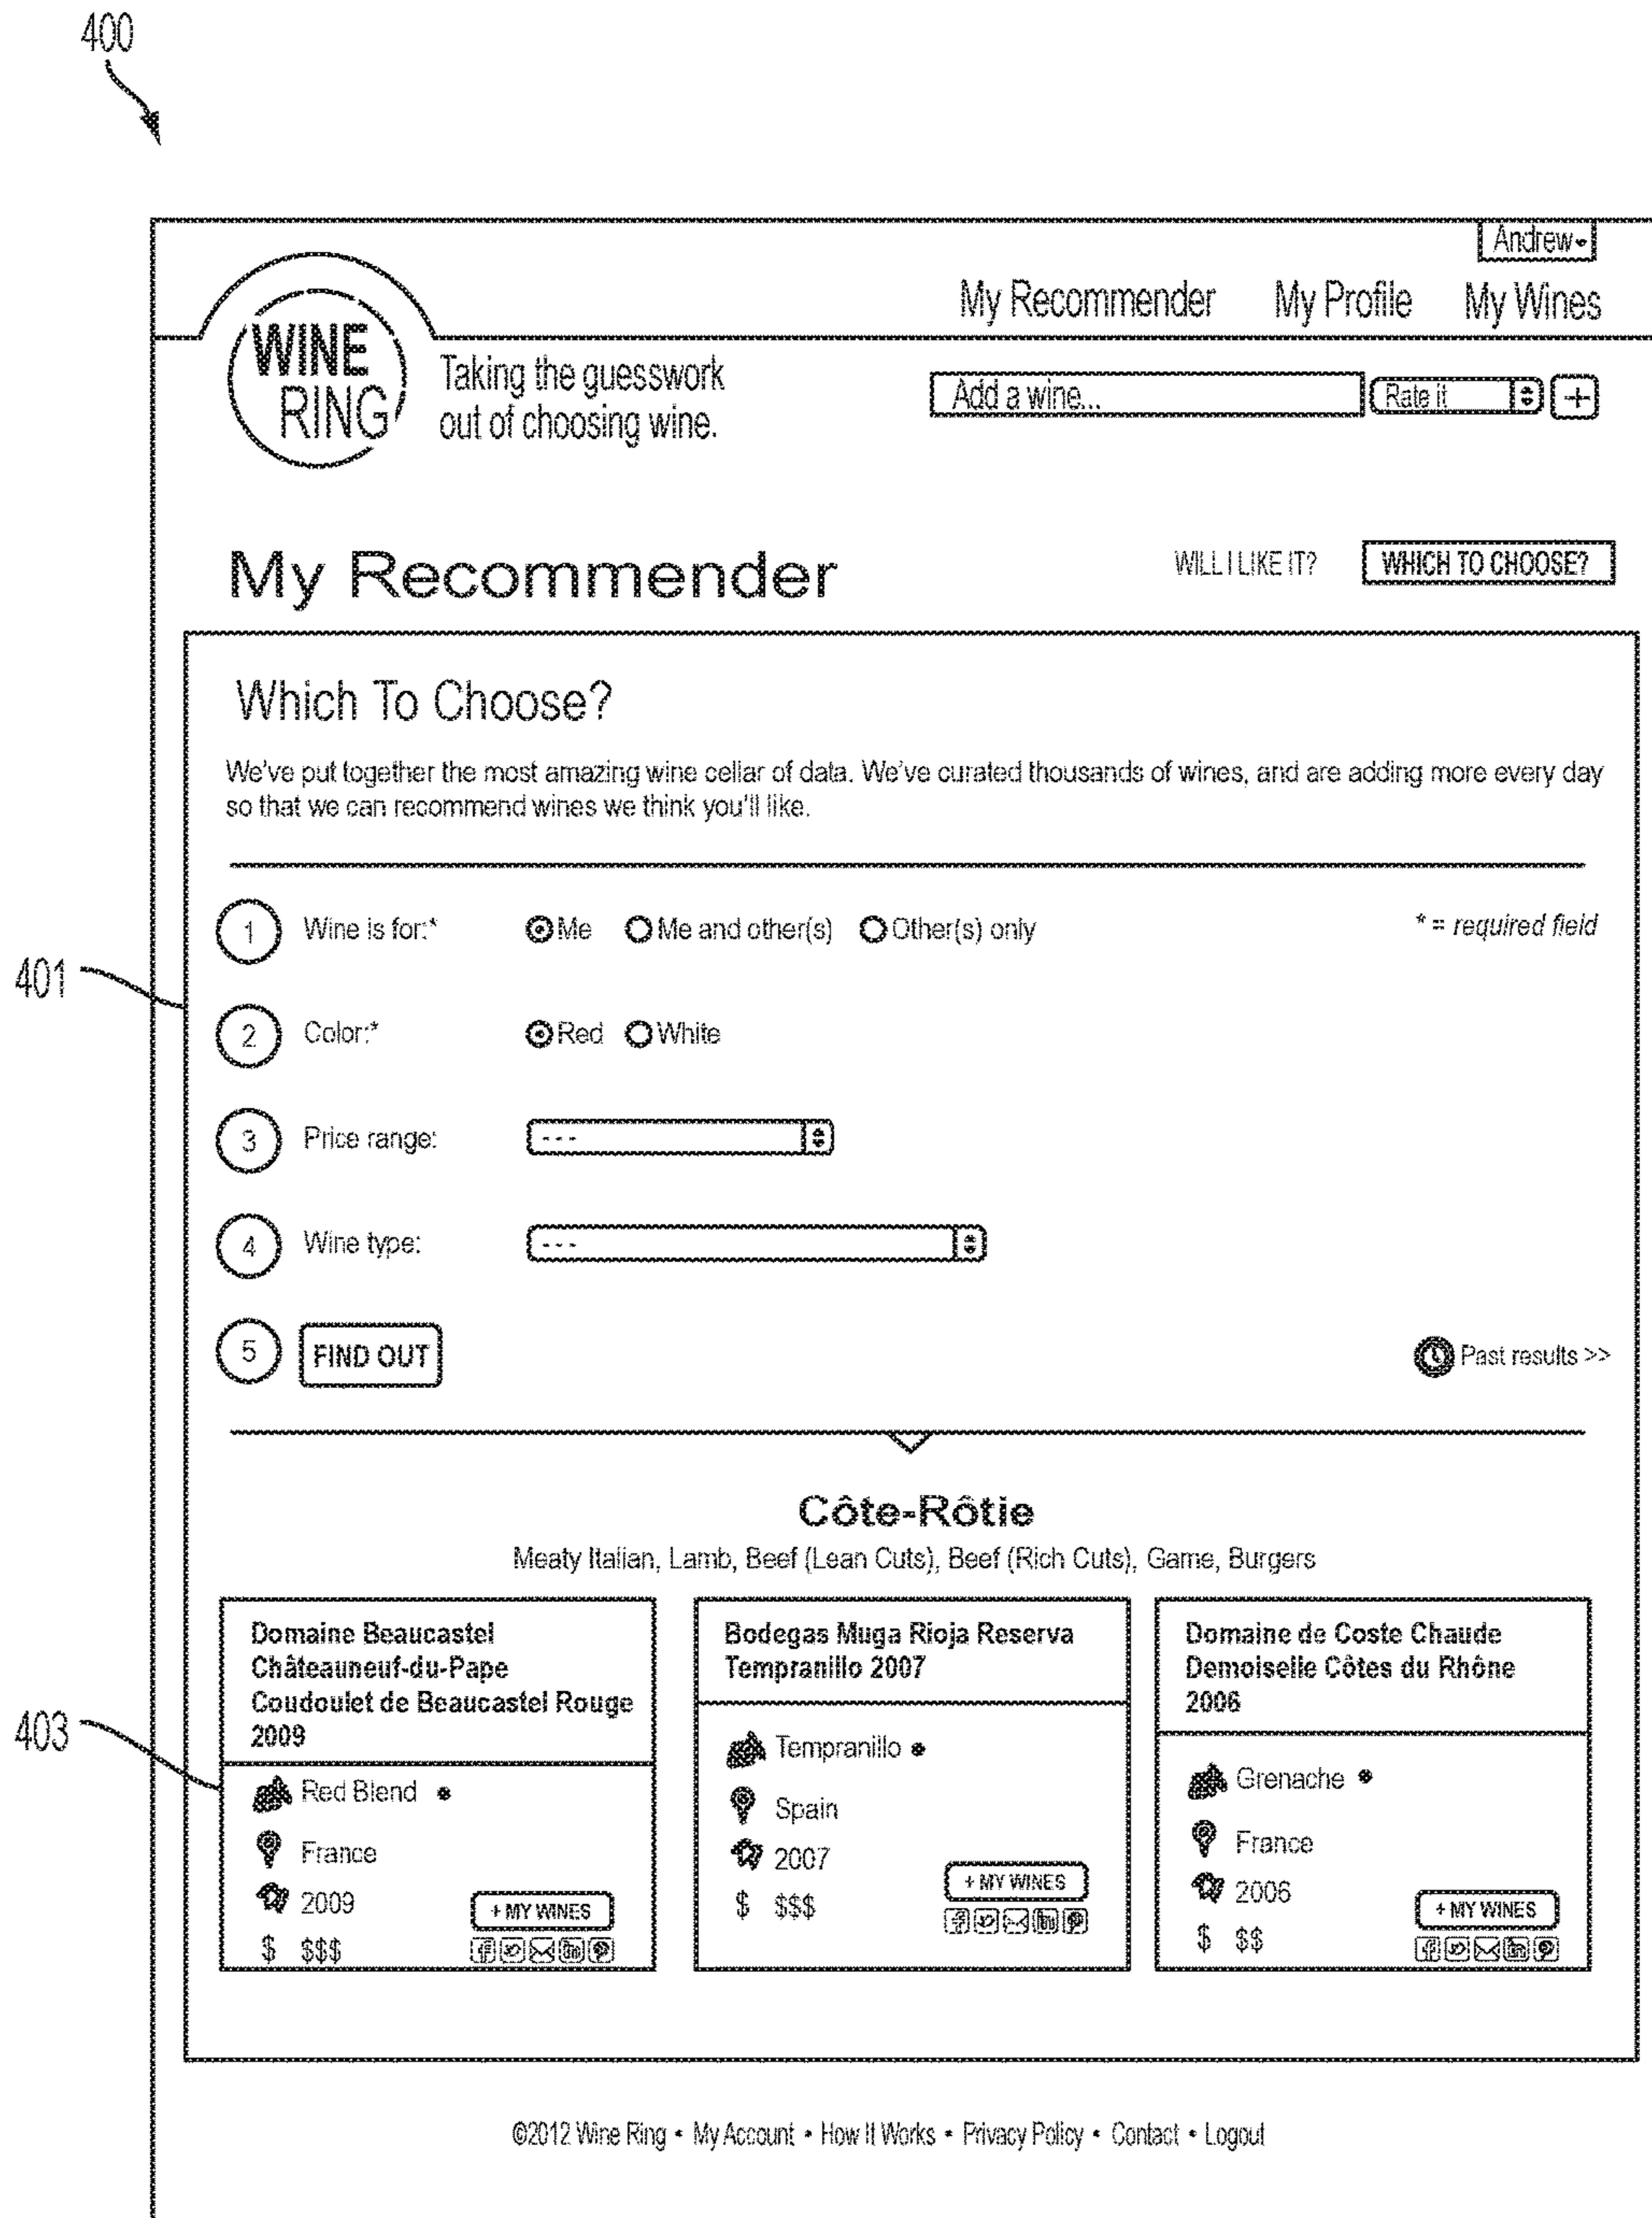 400
Andrew
My Recommender My Profile My Wines
WINE
RING
Taking the guesswork
out of choosing wine.
Add a wine... Rate it +
My Recommender
WILL I LIKE IT? WHICH TO CHOOSE?
Which To Choose?
We've put together the most amazing wine cellar of data. We've curated thousands of wines, and are adding more every day
so that we can recommend wines we think you'll like.
1 Wine is for:* Me Me and other(s) Other(s) only * = required field
401
2 Color:* Red White
3 Price range: ---
4 Wine type: ---
5 FIND OUT Past results >>
Côte-Rôtie
Meaty Italian, Lamb, Beef (Lean Cuts), Beef (Rich Cuts), Game, Burgers
403
Domaine Beaucastel
Châteauneuf-du-Pape
Coudoulet de Beaucastel Rouge
2009
Red Blend
France
2009
$ $$$
+ MY WINES
Bodegas Muga Rioja Reserva
Tempranillo 2007
Tempranillo
Spain
2007
$ $$$
+ MY WINES
Domaine de Coste Chaude
Demoiselle Côtes du Rhône
2006
Grenache
France
2006
$ $$
+ MY WINES
©2012 Wine Ring • My Account • How It Works • Privacy Policy • Contact • Logout